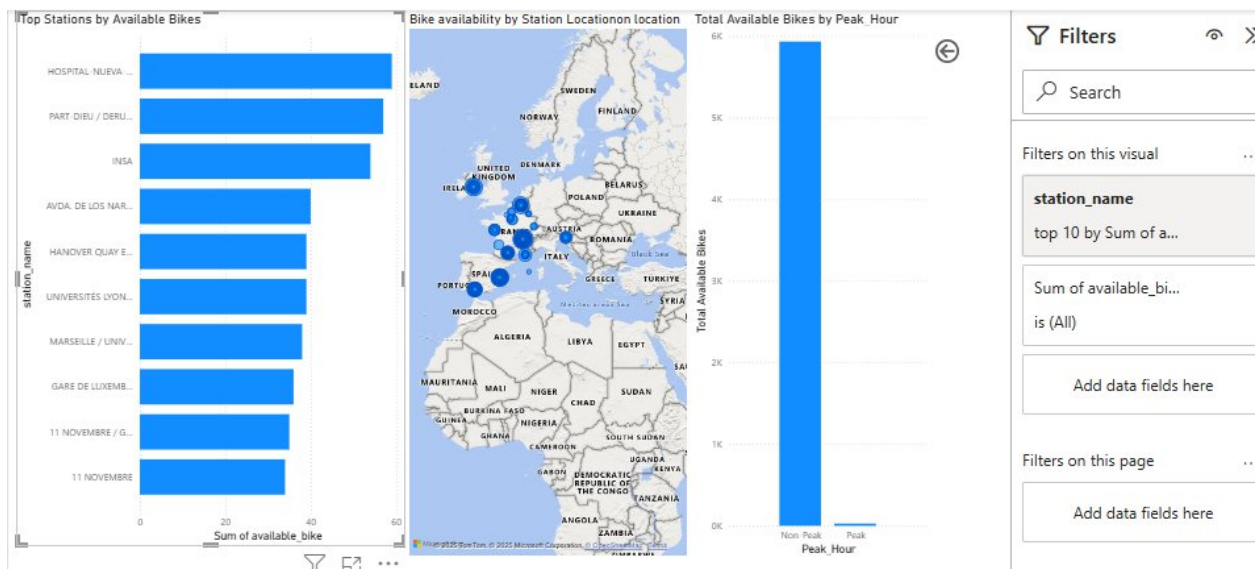 Top Stations by Available Bikes
station_name
HOSPITAL-NUEVA ...
PART-DIEU / DERU...
INSA
AVDA. DE LOS NAR...
HANOVER QUAY E...
UNIVERSITÉS LYON...
MARSEILLE / UNIV...
GARE DE LUXEMB...
11 NOVEMBRE / G...
11 NOVEMBRE
0 20 40 60
Sum of available_bike
Bike availability by Station Locationon location
SWEDEN
FINLAND
NORWAY
UNITED
KINGDOM
DENMARK
BELARUS
POLAND
UKRAINE
AUSTRIA
ROMANIA
Black Sea
ITALY
GREECE
TÜRKIYE
MOROCCO
ALGERIA
LIBYA
EGYPT
MAURITANIA
MALI
NIGER
CHAD
SUDAN
BURKINA FASO
GUINEA
NIGERIA
GHANA
SOUTH SUDAN
CAMEROON
UGANDA
KENYA
GABON
DEMOCRATIC
REPUBLIC OF
THE CONGO
TANZANIA
ANGOLA
ZAMBIA
© 2025 TomTom, © 2025 Microsoft Corporation, © OpenStreetMap Terms
Total Available Bikes by Peak_Hour
Total Available Bikes
6K
5K
4K
3K
2K
1K
0K
Non-Peak Peak
Peak_Hour
Filters
Search
Filters on this visual ...
station_name
top 10 by Sum of a...
Sum of available_bi...
is (All)
Add data fields here
Filters on this page ...
Add data fields here